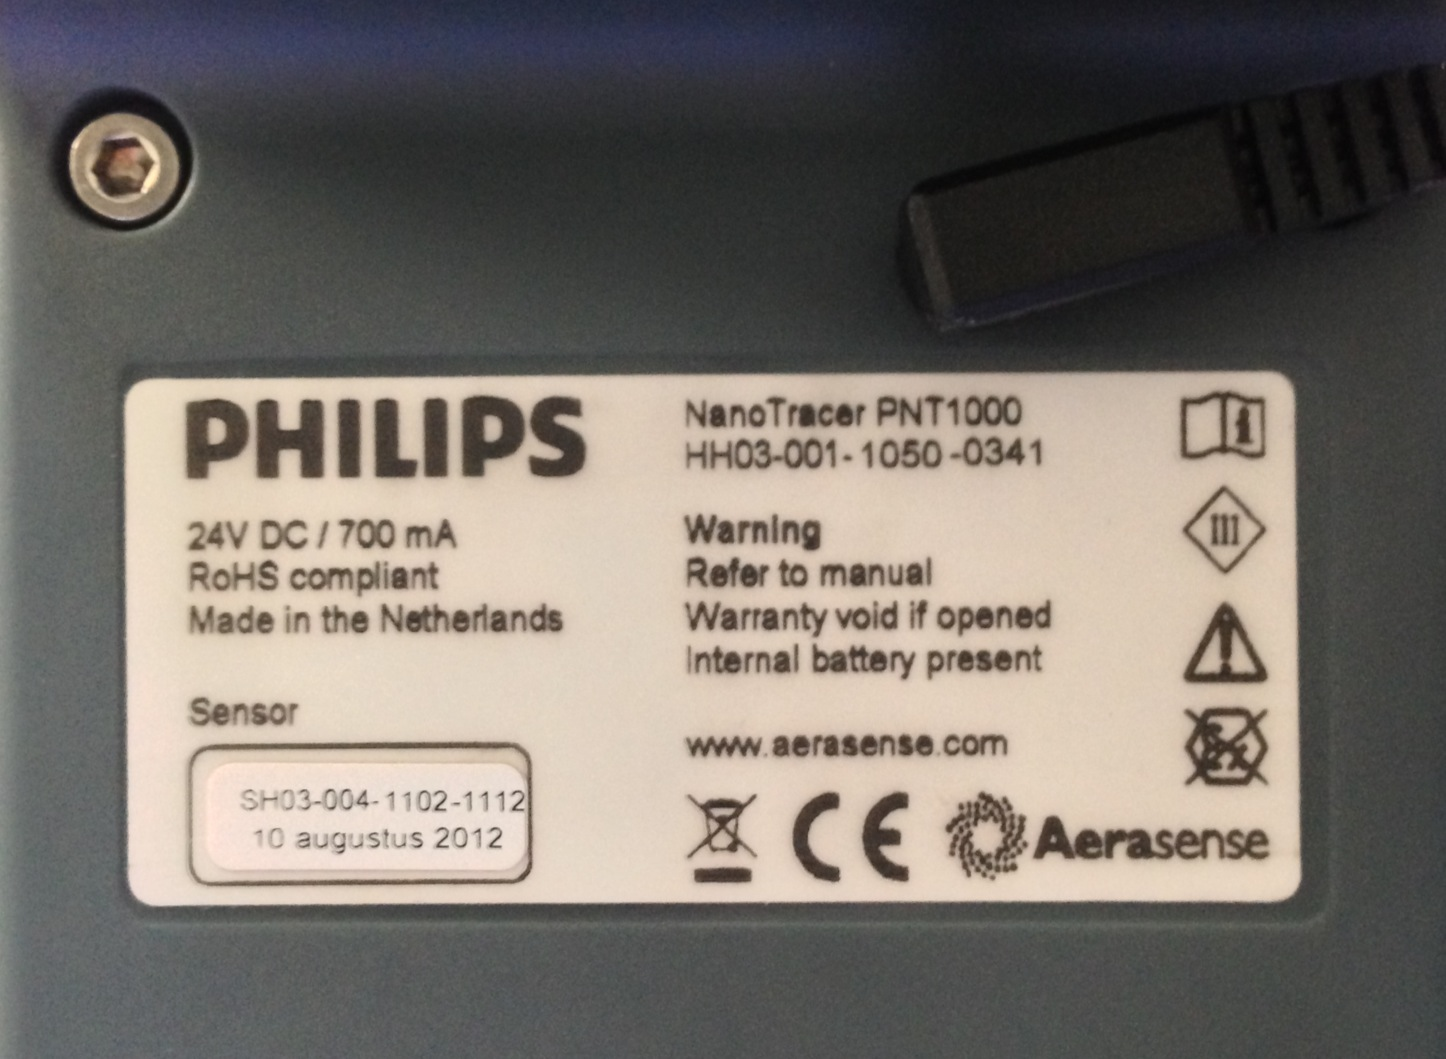 PHILIPS
24V DC / 700 mA
RoHS compliant
Made in the Netherlands
Sensor
SH03-004-1102-1112
10 augustus 2012
NanoTracer PNT1000
HH03-001-1050-0341
Warning
Refer to manual
Warranty void if opened
Internal battery present
www.aerasense.com
CE
Aerasense
i
III
!
Ex